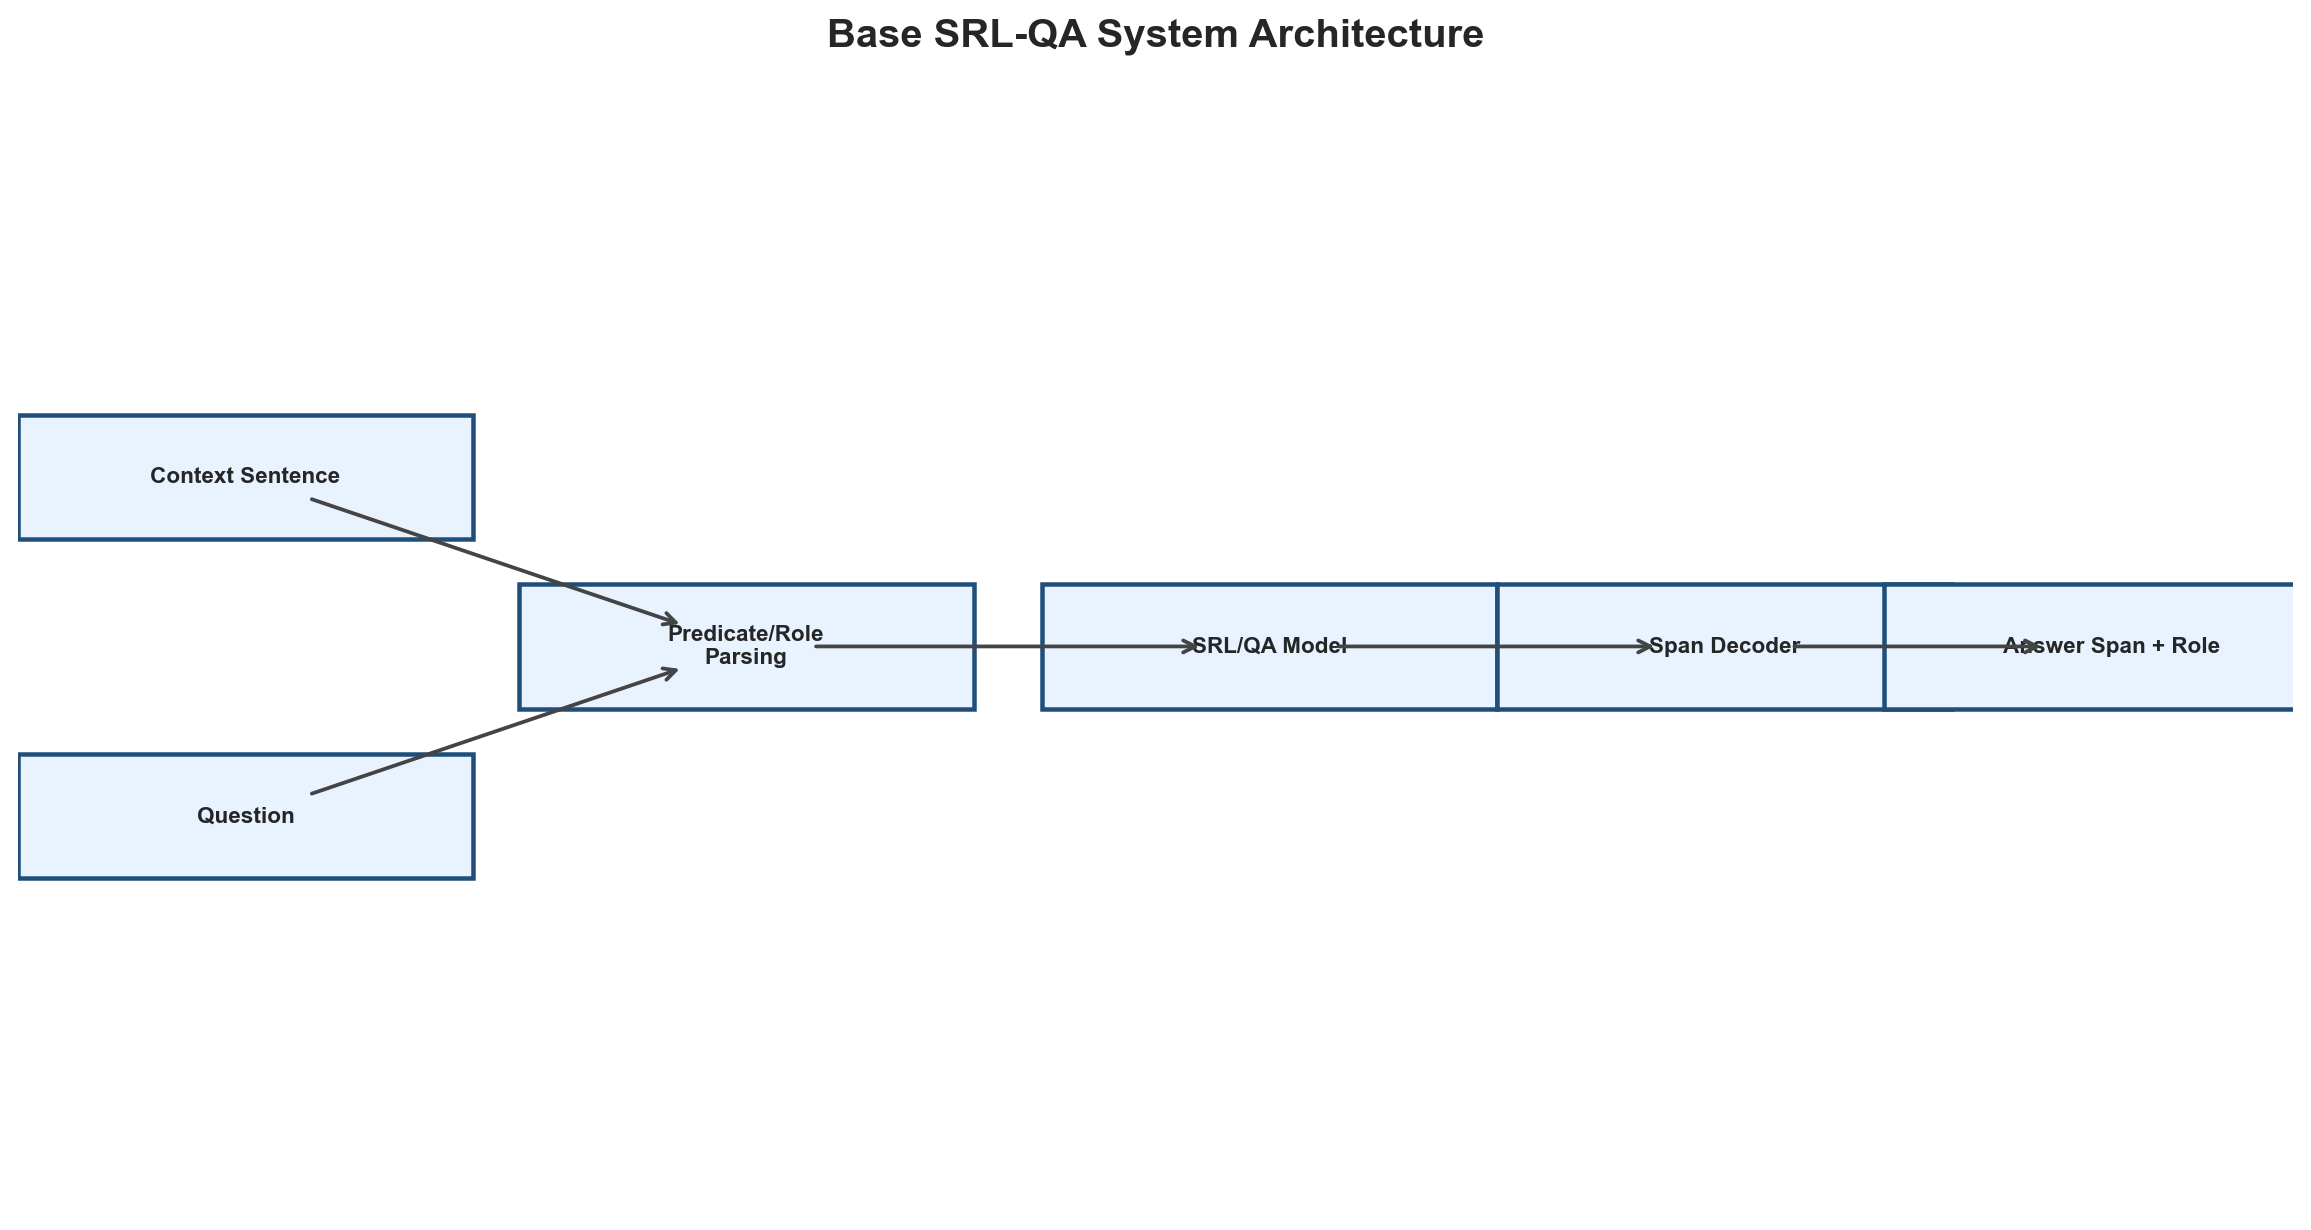 Base SRL-QA System Architecture
Context Sentence
Predicate/Role
Parsing
SRL/QA Model
Span Decoder
Answer Span + Role
Question